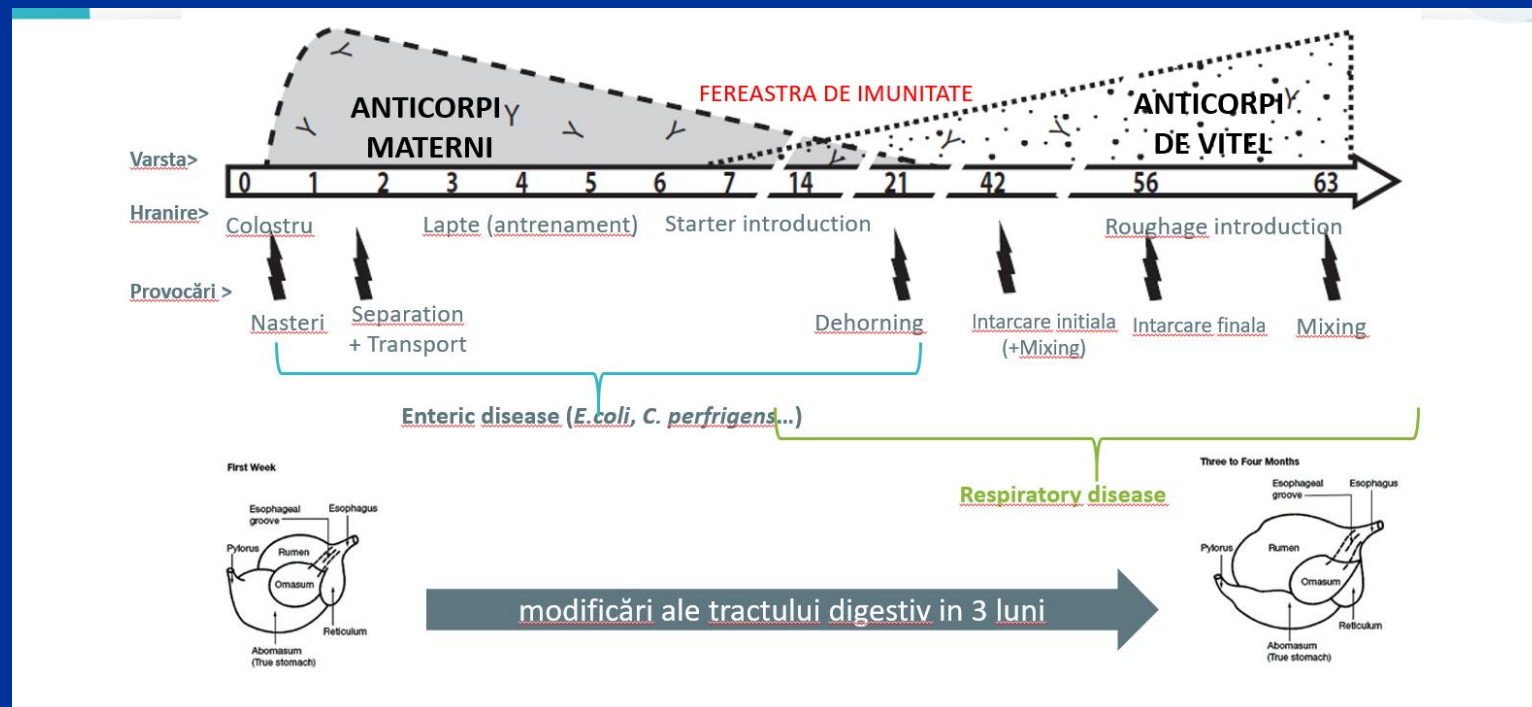 FEREASTRA DE IMUNITATE
ANTICORPI
MATERNI
ANTICORPI
DE VITEL
Varsta>
0 1 2 3 4 5 6 7 14 21 42 56 63
Hranire>
Colostru Lapte (antrenament) Starter introduction Roughage introduction
Provocări >
Nasteri
Separation
+ Transport
Dehorning
Intarcare initiala
(+Mixing)
Intarcare finala
Mixing
Enteric disease (E.coli, C. perfrigens...)
Respiratory disease
First Week
Esophageal
groove
Esophagus
Pylorus
Rumen
Omasum
Reticulum
Abomasum
(True stomach)
modificări ale tractului digestiv in 3 luni
Three to Four Months
Esophageal
groove
Esophagus
Pylorus
Rumen
Omasum
Reticulum
Abomasum
(True stomach)